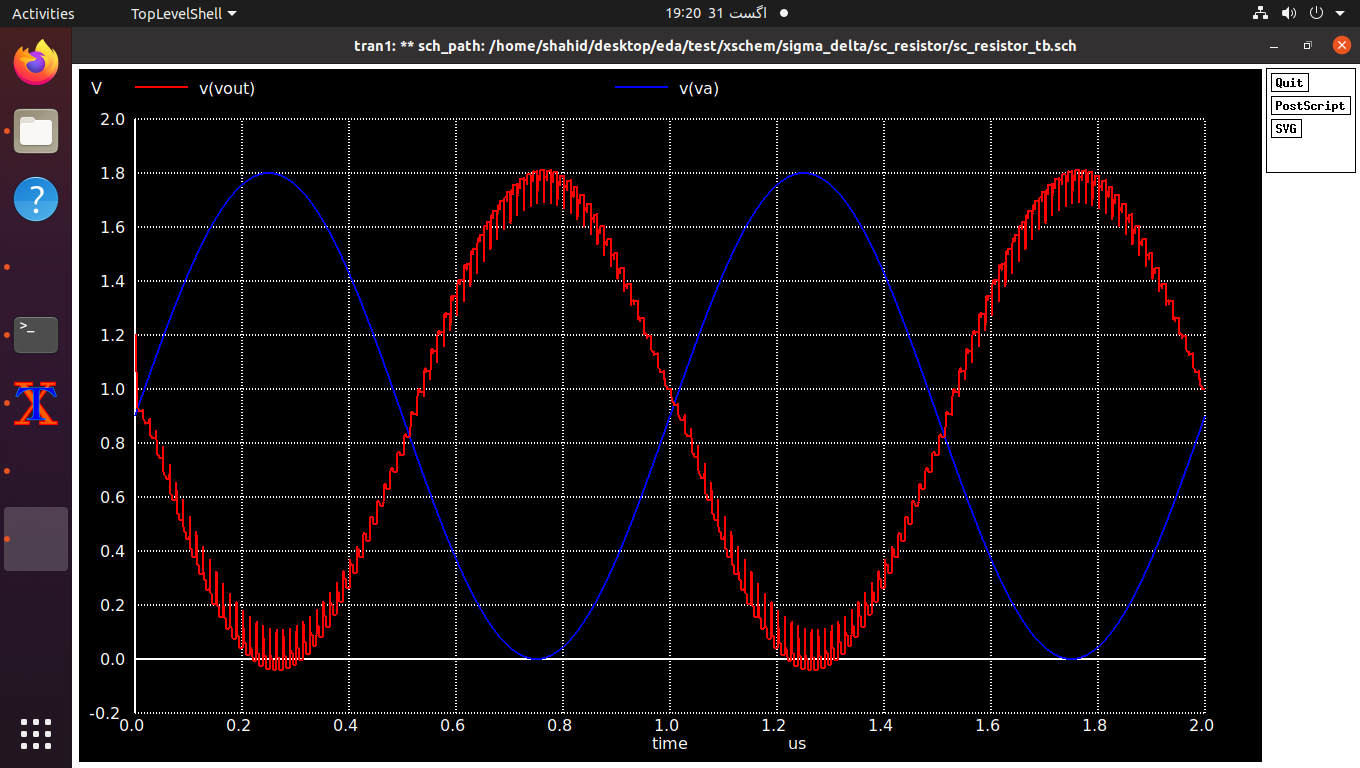 Activities
TopLevelShell
19:20 31 اگست
tran1: ** sch_path: /home/shahid/desktop/eda/test/xschem/sigma_delta/sc_resistor/sc_resistor_tb.sch
V
v(vout)
v(va)
Quit
PostScript
SVG
2.0
1.8
1.6
1.4
1.2
1.0
0.8
0.6
0.4
0.2
0.0
-0.2
0.0 0.2 0.4 0.6 0.8 1.0 1.2 1.4 1.6 1.8 2.0
time us
?
>_
X
T